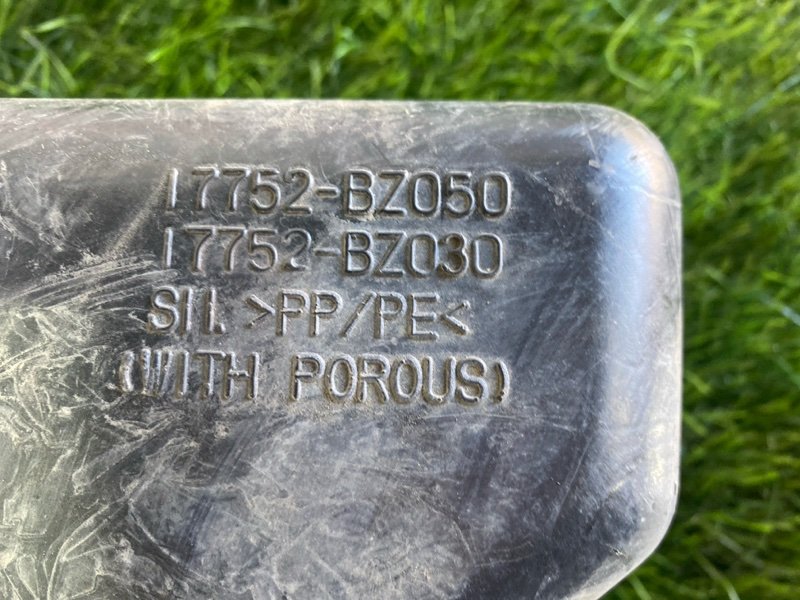 17752-BZ050
17752-BZ030
SIL >PP/PE<
(WITH POROUS)